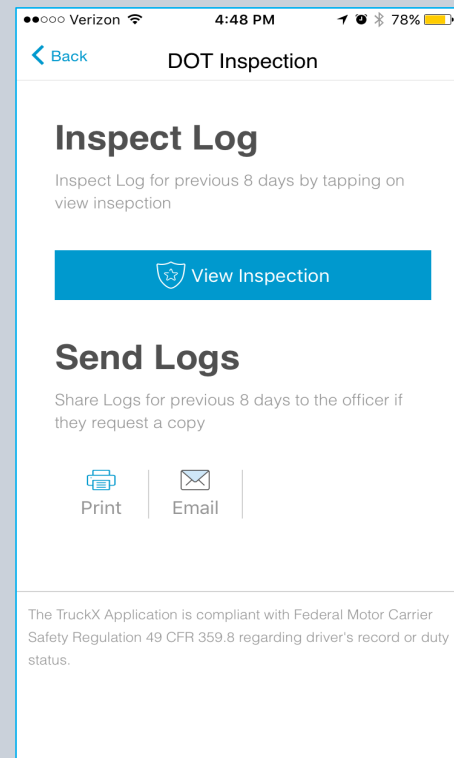 Verizon 4:48 PM 78%
Back DOT Inspection
Inspect Log
Inspect Log for previous 8 days by tapping on
view insepction
View Inspection
Send Logs
Share Logs for previous 8 days to the officer if
they request a copy
Print Email
The TruckX Application is compliant with Federal Motor Carrier
Safety Regulation 49 CFR 359.8 regarding driver's record or duty
status.